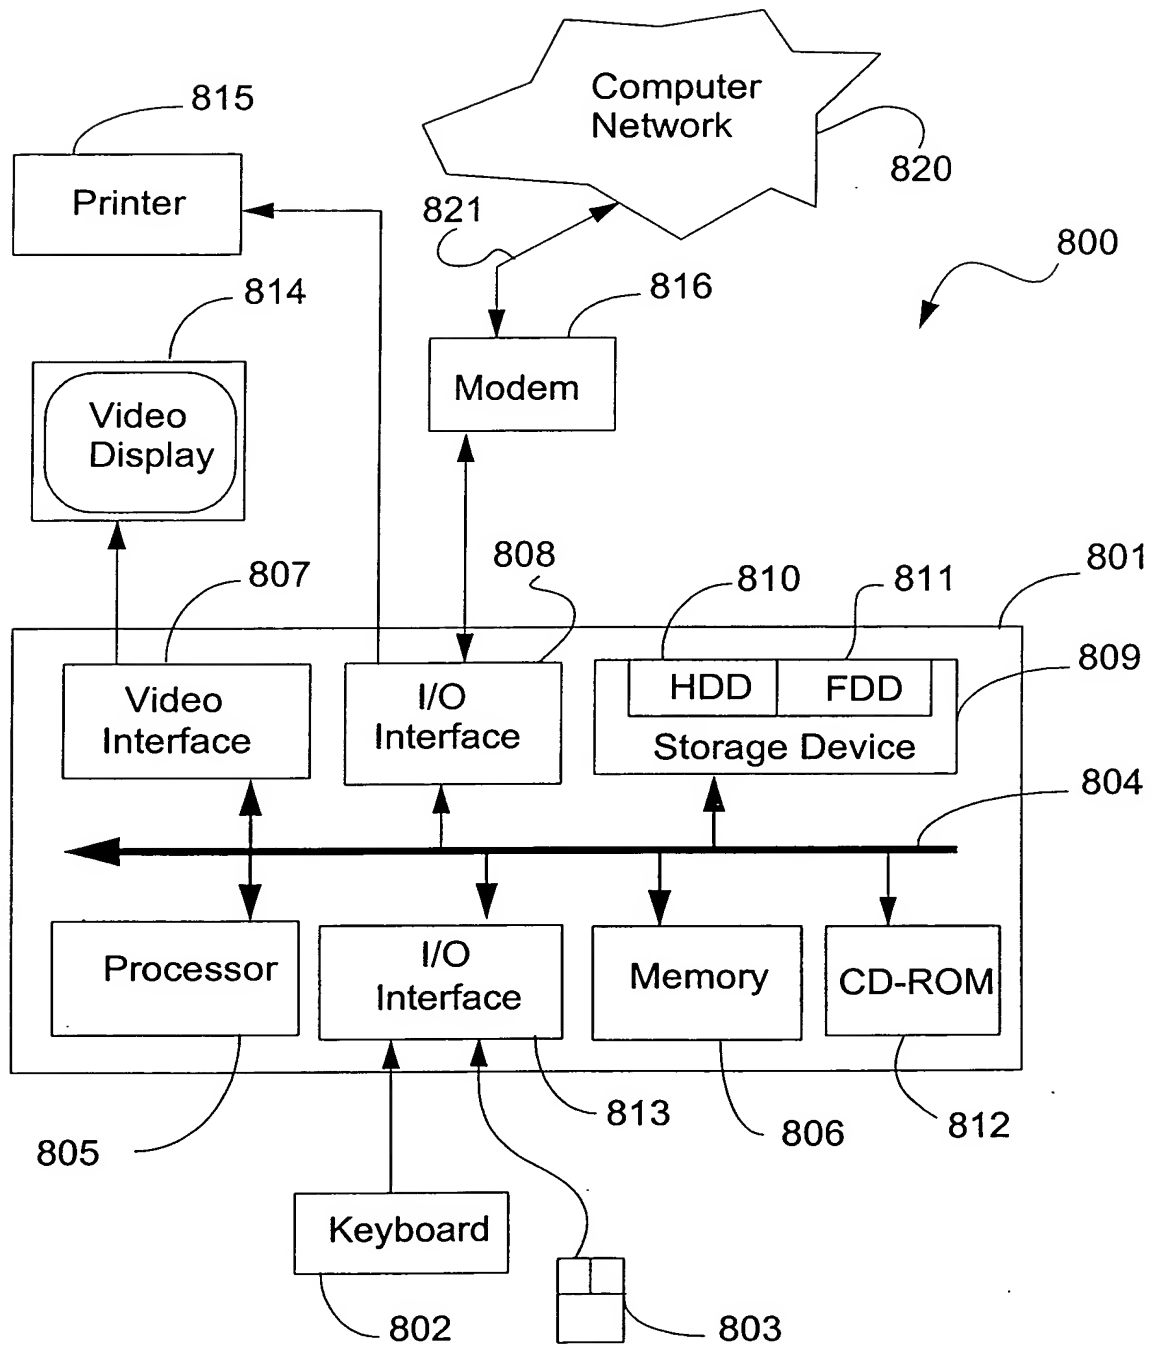 Computer
Network
815
820
Printer
821
800
814
816
Modem
Video
Display
808
801
807
810
811
809
HDD
FDD
I/O
Interface
Video
Interface
Storage Device
804
I/O
Interface
Processor
Memory
CD-ROM
813
812
806
805
Keyboard
802
803